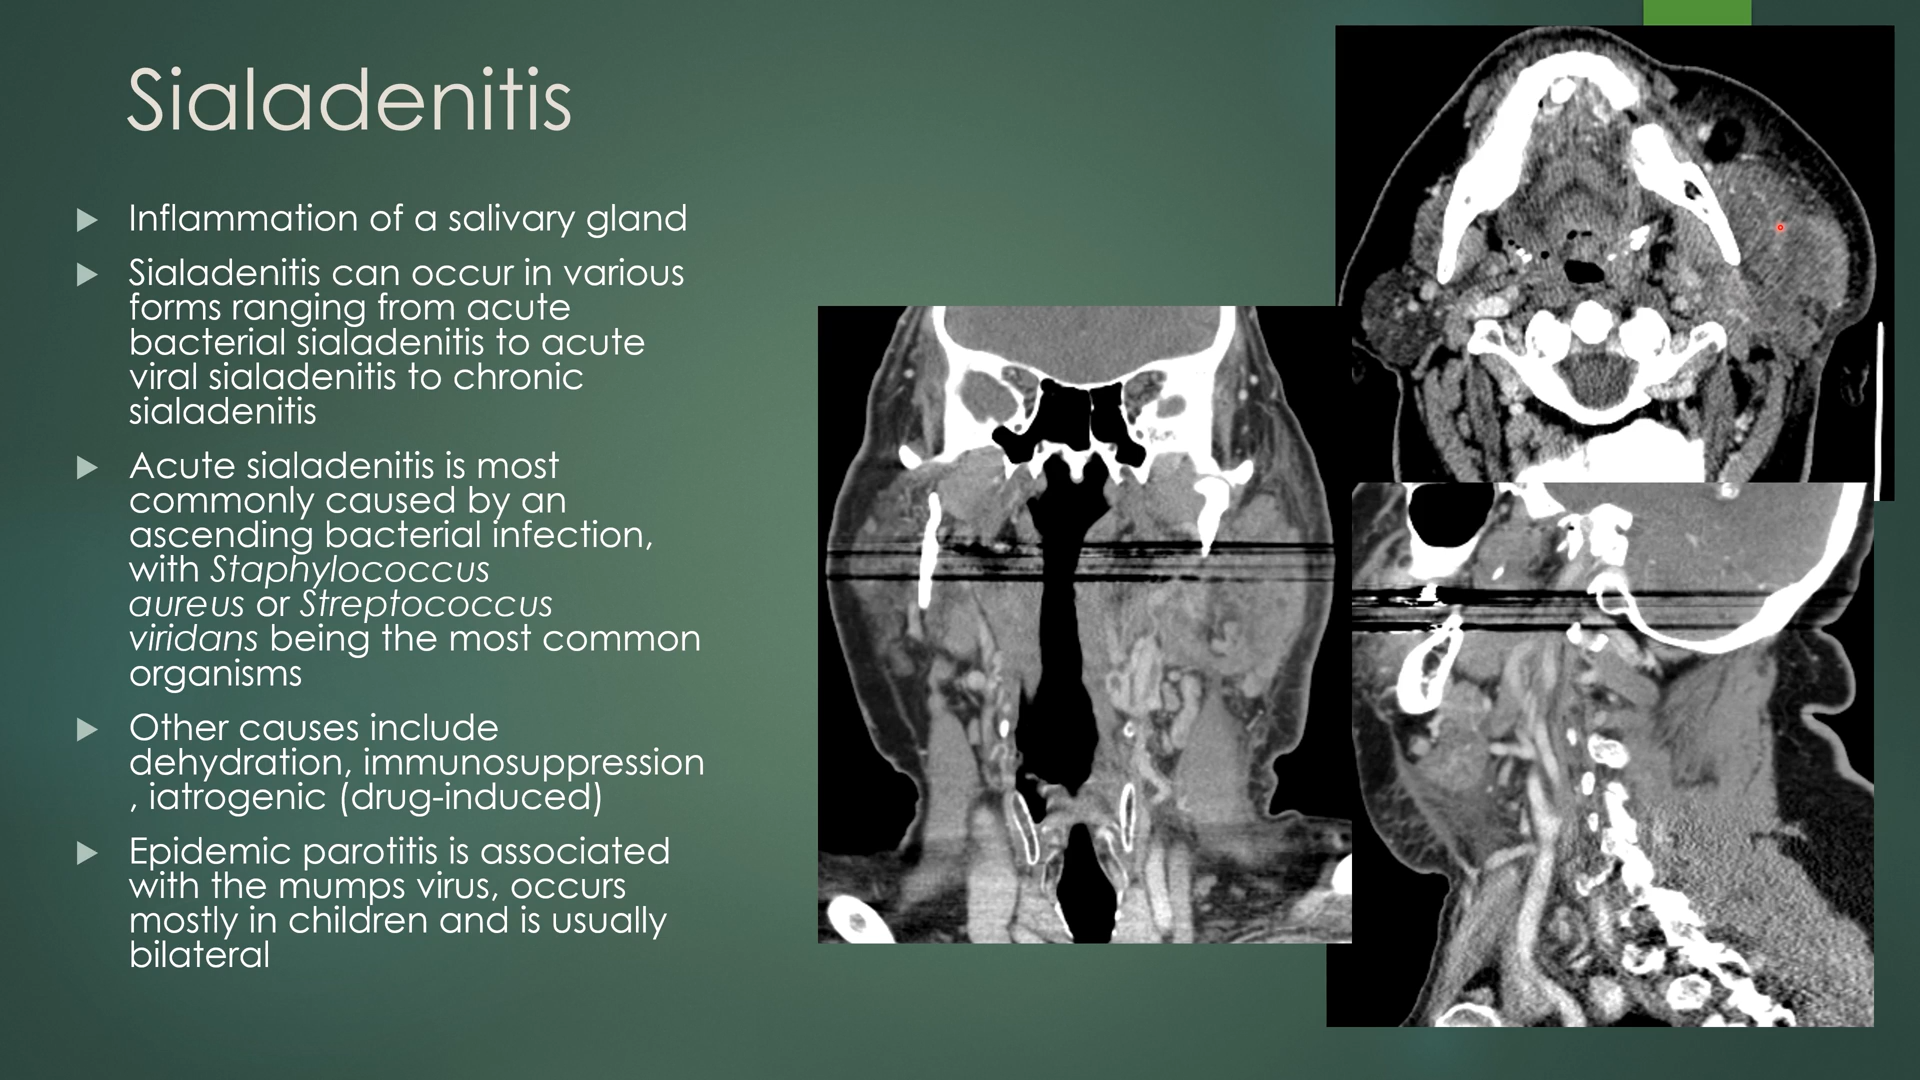 Sialadenitis
Inflammation of a salivary gland
Sialadenitis can occur in various
forms ranging from acute
bacterial sialadenitis to acute
viral sialadenitis to chronic
sialadenitis
Acute sialadenitis is most
commonly caused by an
ascending bacterial infection,
with Staphylococcus
aureus or Streptococcus
viridans being the most common
organisms
Other causes include
dehydration, immunosuppression
, iatrogenic (drug-induced)
Epidemic parotitis is associated
with the mumps virus, occurs
mostly in children and is usually
bilateral